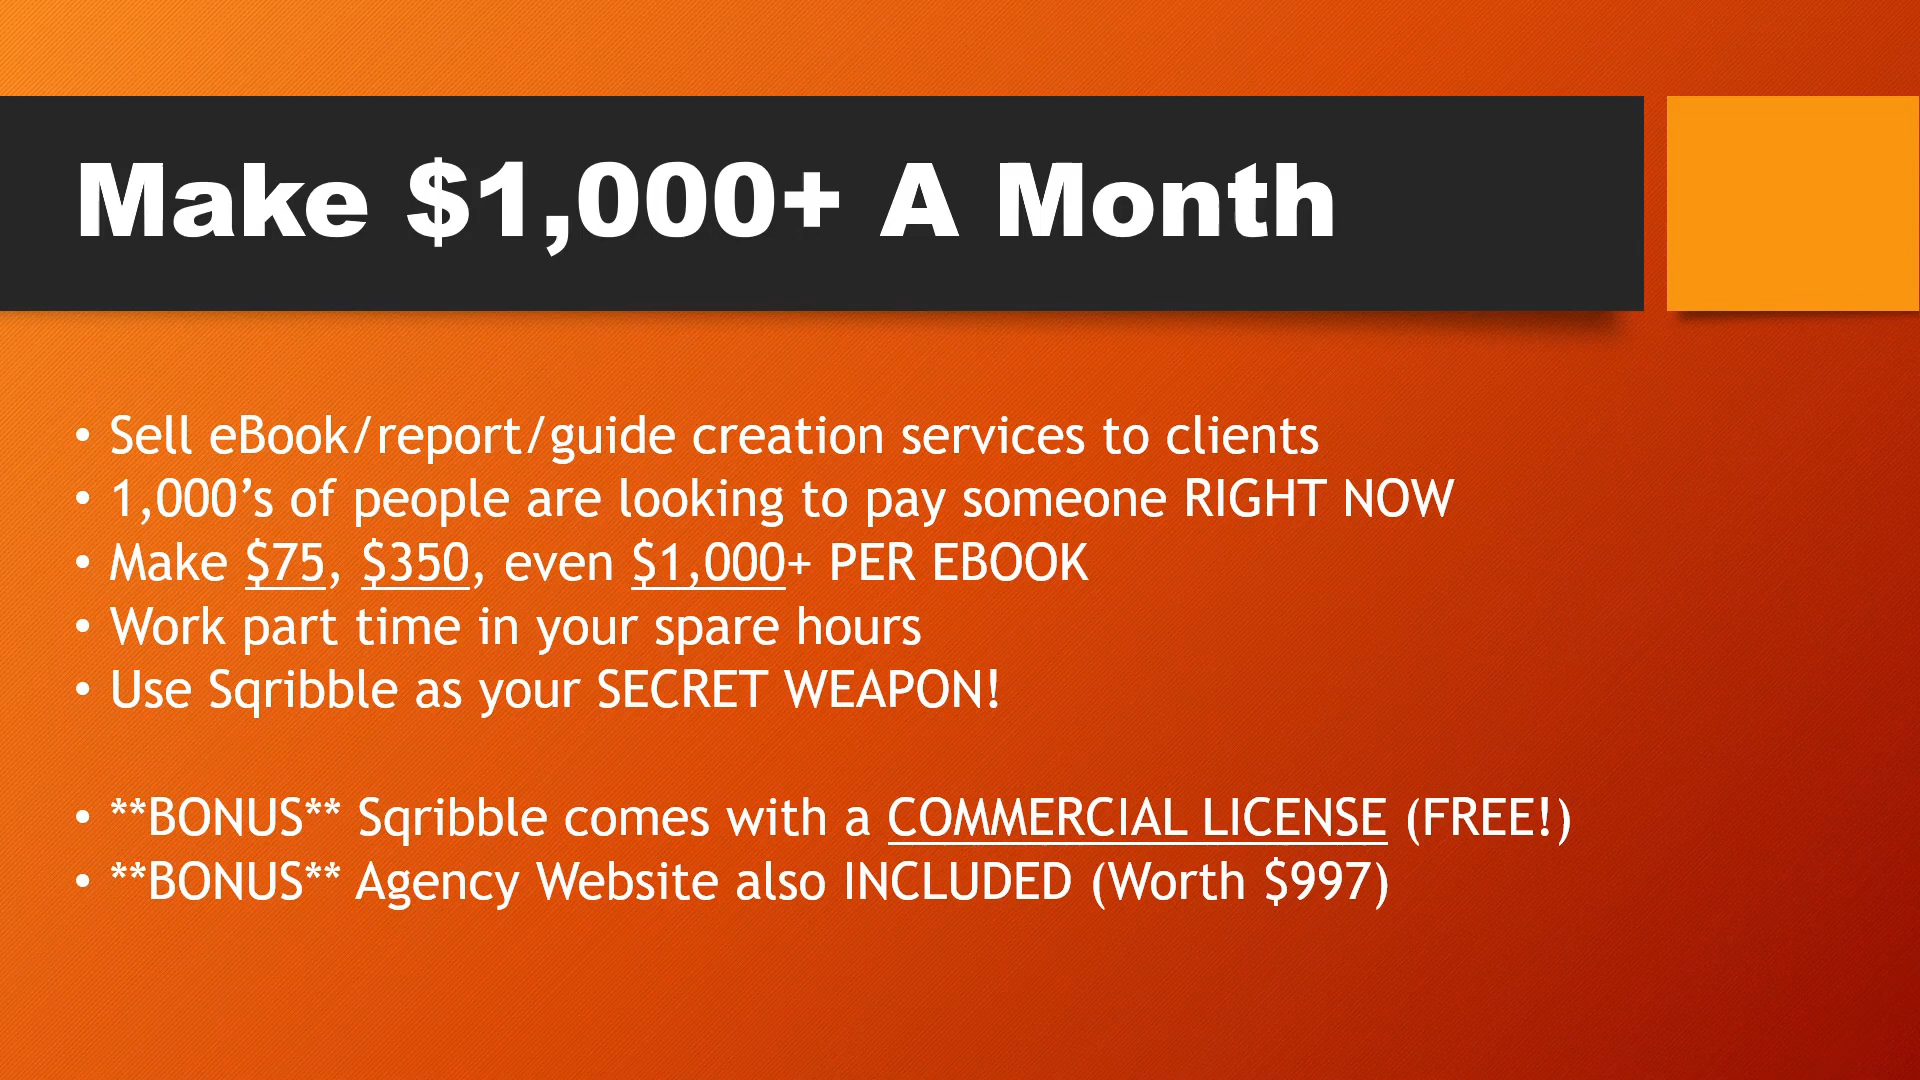 Make $1,000+ A Month
• Sell eBook/report/guide creation services to clients
• 1,000’s of people are looking to pay someone RIGHT NOW
• Make $75, $350, even $1,000+ PER EBOOK
• Work part time in your spare hours
• Use Sqribble as your SECRET WEAPON!
• **BONUS** Sqribble comes with a COMMERCIAL LICENSE (FREE!)
• **BONUS** Agency Website also INCLUDED (Worth $997)